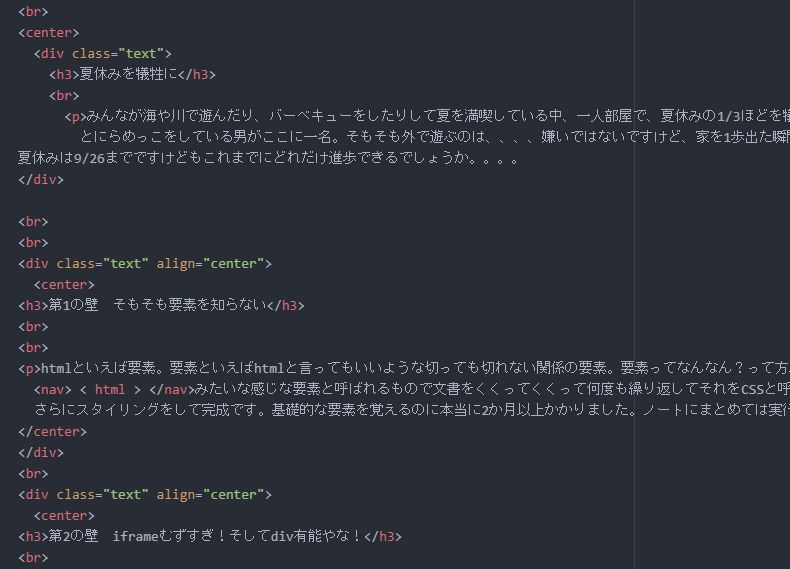 <br>
<center>
<div class="text">
<h3>夏休みを犠牲に</h3>
<br>
<p>みんなが海や川で遊んだり、バーベキューをしたりして夏を満喫している中、一人部屋で、夏休みの1/3ほどを犠
とにらめっこをしている男がここに一名。そもそも外で遊ぶのは、、、、嫌いではないですけど、家を1歩出た瞬間
夏休みは9/26までですけどもこれまでにどれだけ進歩できるでしょうか。。。。
</div>
<br>
<br>
<div class="text" align="center">
<center>
<h3>第1の壁　そもそも要素を知らない</h3>
<br>
<br>
<p>htmlといえば要素。要素といえばhtmlと言ってもいいような切っても切れない関係の要素。要素ってなんなん？って方
<nav> < html > </nav>みたいな感じな要素と呼ばれるもので文書をくくってくくって何度も繰り返してそれをCSSと呼
さらにスタイリングをして完成です。基礎的な要素を覚えるのに本当に2か月以上かかりました。ノートにまとめては実行
</center>
</div>
<br>
<div class="text" align="center">
<center>
<h3>第2の壁　iframeむずすぎ！そしてdiv有能やな！</h3>
<br>